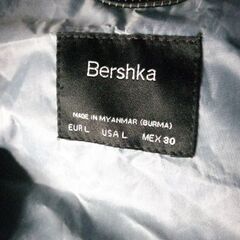 Bershka
MADE IN MYANMAR (BURMA)
EUR L USA L MEX 30